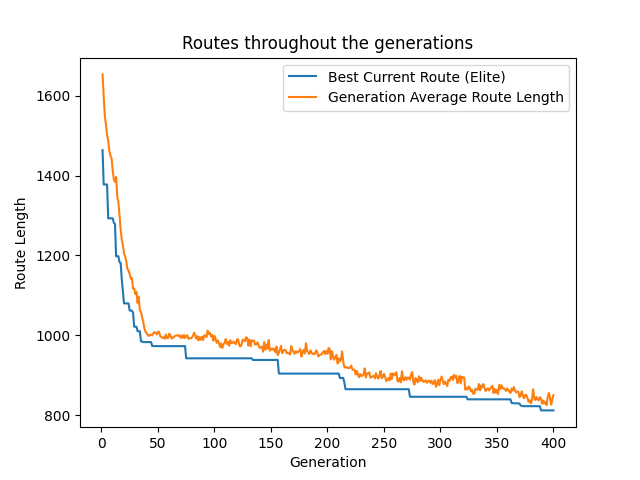 Routes throughout the generations
Best Current Route (Elite)
Generation Average Route Length
Route Length
1600
1400
1200
1000
800
0 50 100 150 200 250 300 350 400
Generation